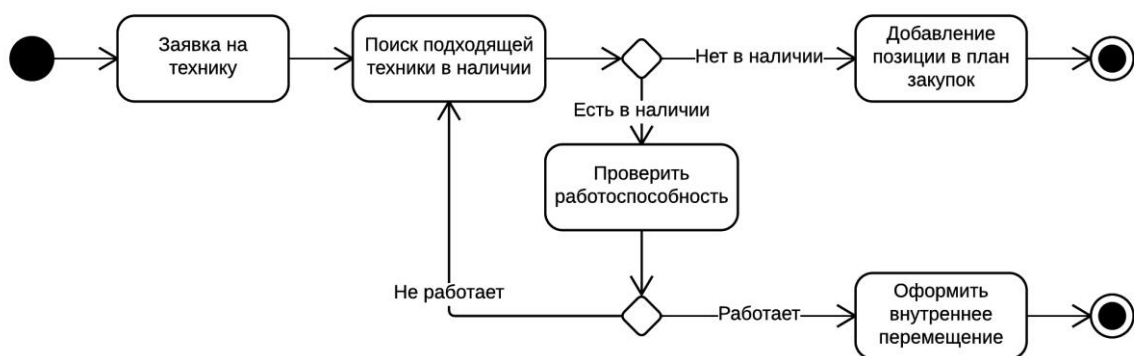 Заявка на
технику
Поиск подходящей
техники в наличии
Нет в наличии
Добавление
позиции в план
закупок
Есть в наличии
Проверить
работоспособность
Не работает
Работает
Оформить
внутреннее
перемещение